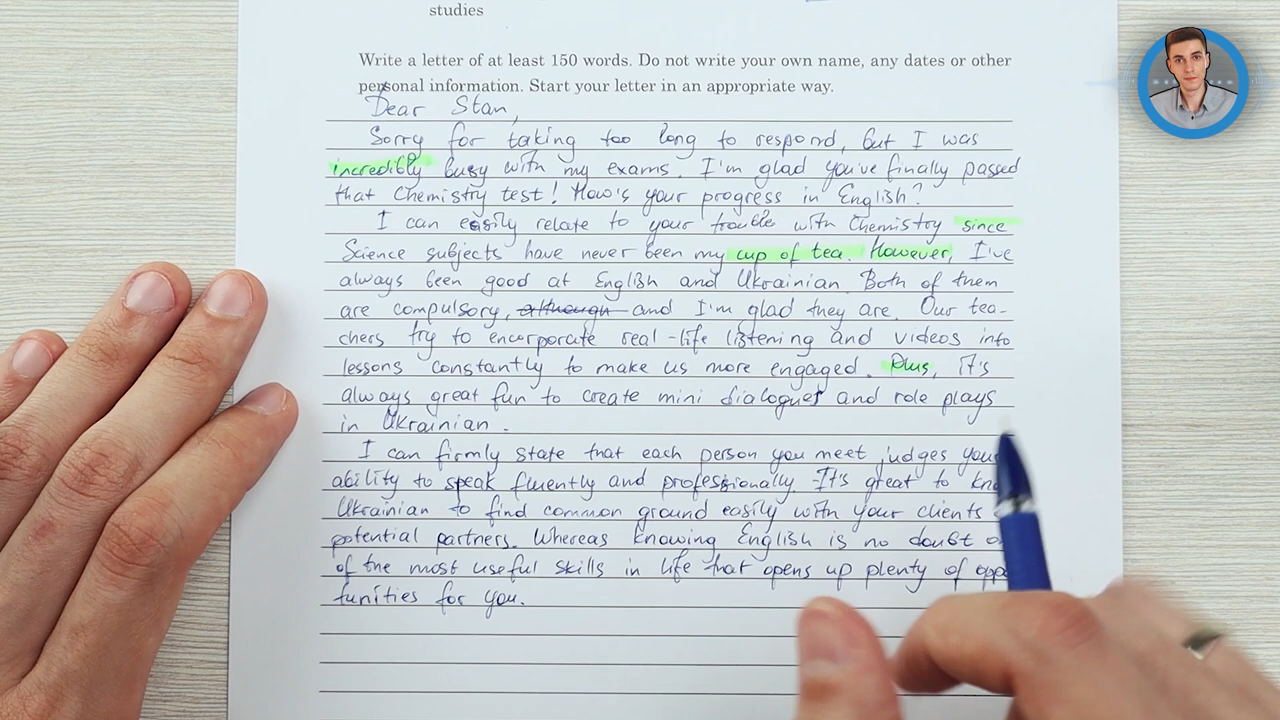 studies
Write a letter of at least 150 words. Do not write your own name, any dates or other
personal information. Start your letter in an appropriate way.
Dear Stan,
Sorry for taking too long to respond, but I was
incredibly busy with my exams. I'm glad you've finally passed
that Chemistry test! How's your progress in English?
I can easily relate to your trouble with Chemistry since
Science subjects have never been my cup of tea. However, I've
always been good at English and Ukrainian. Both of them
are compulsory, although and I'm glad they are. Our tea-
chers try to encorporate real-life listening and videos into
lessons constantly to make us more engaged. Plus, it's
always great fun to create mini dialogues and role plays
in Ukrainian.
I can firmly state that each person you meet judges
ability to speak fluently and professionally. It's great to
Ukrainian to find common ground easily with your clients
potential partners. Whereas knowing English is no doubt
of the most useful skills in life that opens up plenty of
tunities for you.